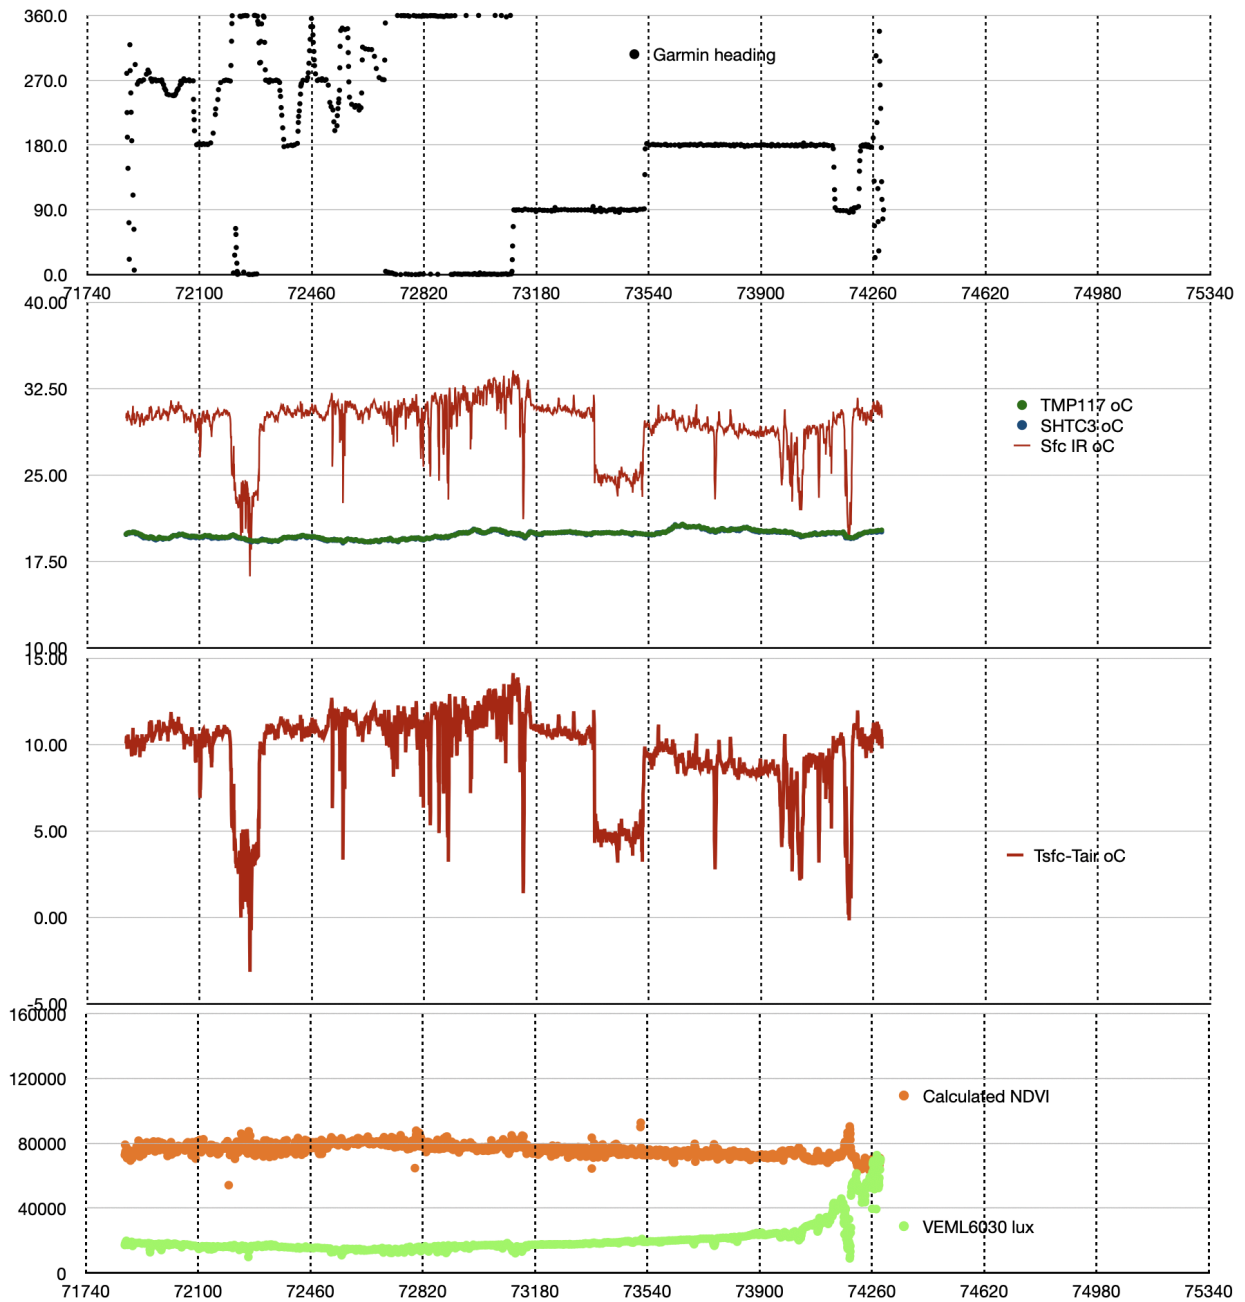 360.0
Garmin heading
270.0
180.0
90.0
0.0
71740 72100 72460 72820 73180 73540 73900 74260 74620 74980 75340
40.00
32.50
TMP117 oC
SHTC3 oC
Sfc IR oC
25.00
17.50
10.00
15.00
10.00
5.00
Tsfc-Tair oC
0.00
-5.00
160000
120000
Calculated NDVI
80000
40000
VEML6030 lux
0
71740 72100 72460 72820 73180 73540 73900 74260 74620 74980 75340